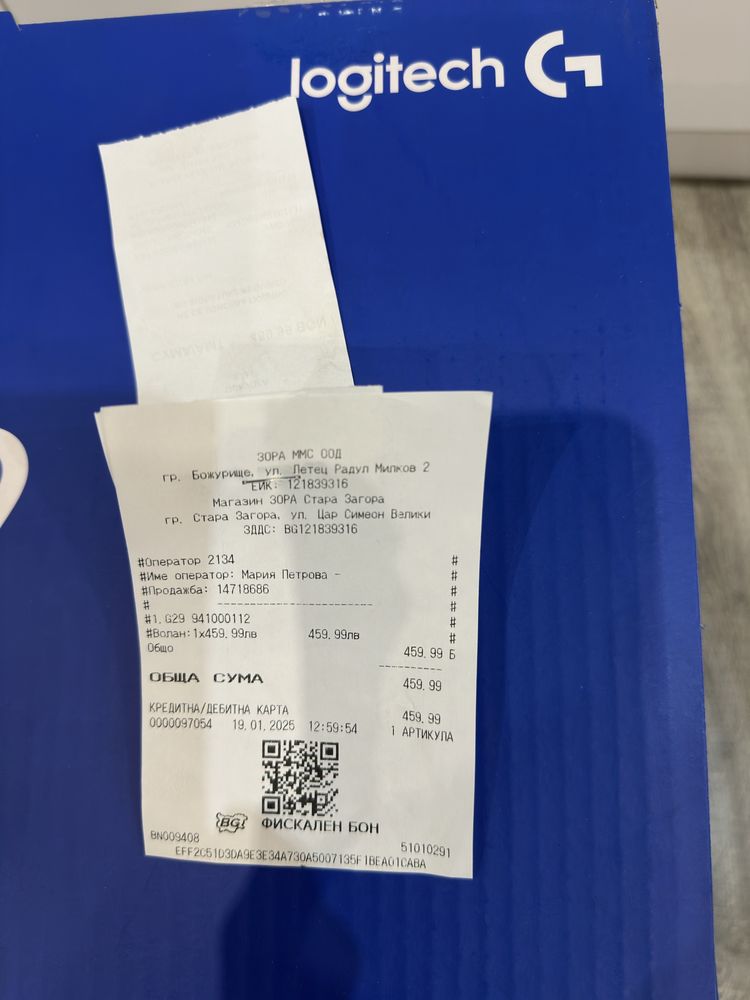 logitech G
ЗОРА ММС ООД
гр. Божурище, ул. Летец Радул Милков 2
ЕИК: 121839316
Магазин ЗОРА Стара Загора
гр. Стара Загора, ул. Цар Симеон Велики
ЗДДС: BG121839316
#Оператор 2134 #
#Име оператор: Мария Петрова - #
#Продажба: 14718686 #
# ---------------------- #
#1. G29 941000112 #
#Волан:1x459.99лв 459.99лв #
Общо 459.99 Б
----------
ОБЩА СУМА 459.99
КРЕДИТНА/ДЕБИТНА КАРТА 459.99
0000097054 19.01.2025 12:59:54 1 АРТИКУЛА
BG! ФИСКАЛЕН БОН
BN009408 51010291
EFF2C51D3DA9E3E34A730A5007135F1BEA01CABA